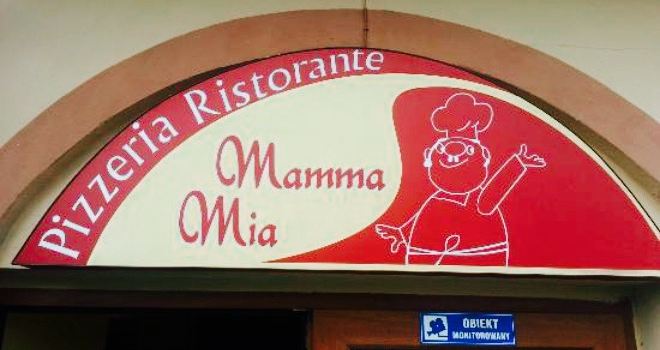 Pizzeria Ristorante
Mamma
Mia
OBIEKT
MONITOROWANY